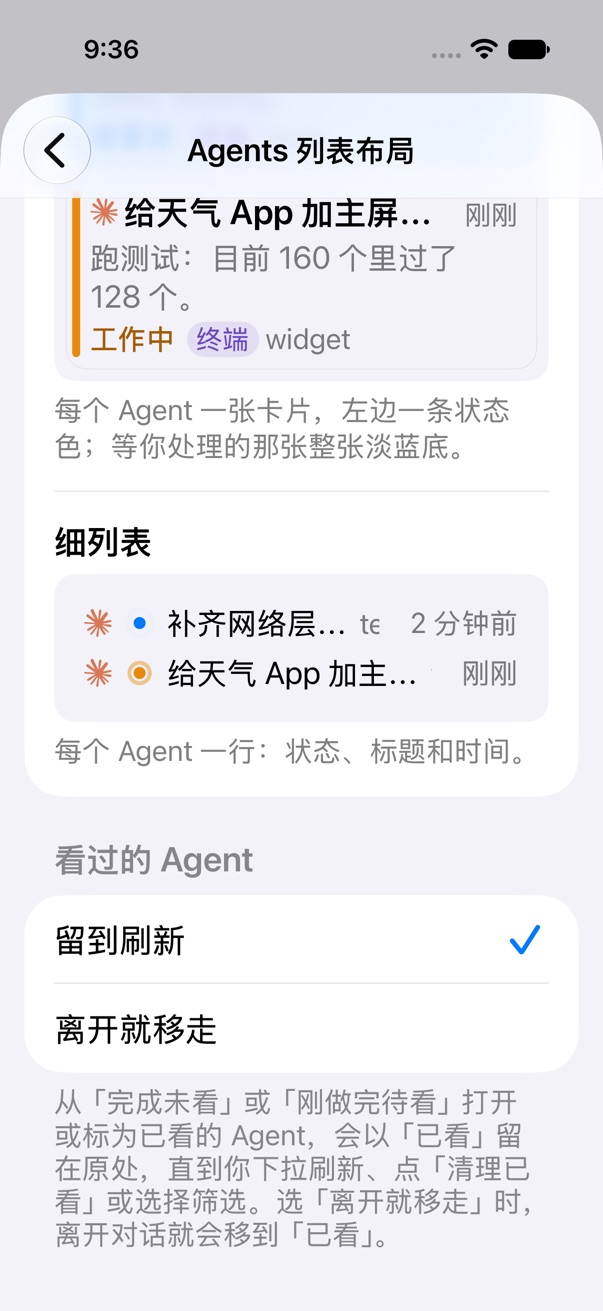 9:36
Agents 列表布局
给天气 App 加主屏… 刚刚
跑测试：目前 160 个里过了
128 个。
工作中 终端 widget
每个 Agent 一张卡片，左边一条状态
色；等你处理的那张整张淡蓝底。
细列表
补齐网络层… te 2 分钟前
给天气 App 加主… 刚刚
每个 Agent 一行：状态、标题和时间。
看过的 Agent
留到刷新
离开就移走
从「完成未看」或「刚做完待看」打开
或标为已看的 Agent，会以「已看」留
在原处，直到你下拉刷新、点「清理已
看」或选择筛选。选「离开就移走」时，
离开对话就会移到「已看」。